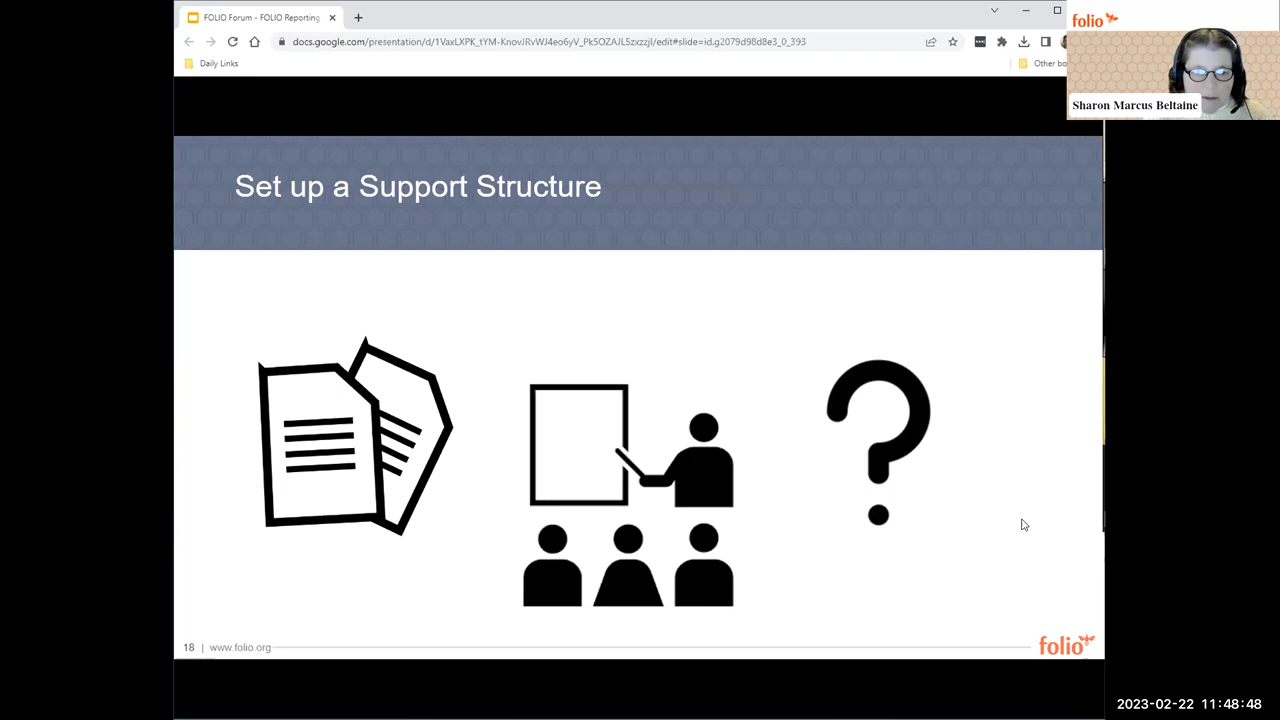 FOLIO Forum - FOLIO Reporting
docs.google.com/presentation/d/1VaxLXPK_tYM-KnovJRvWJ4eo6yV_Pk5OZAJL5zxzzjI/edit#slide=id.g2079d98d8e3_0_393
Daily Links
Other bo
folio
Sharon Marcus Beltaine
Set up a Support Structure
?
18 | www.folio.org
folio
2023-02-22 11:48:48